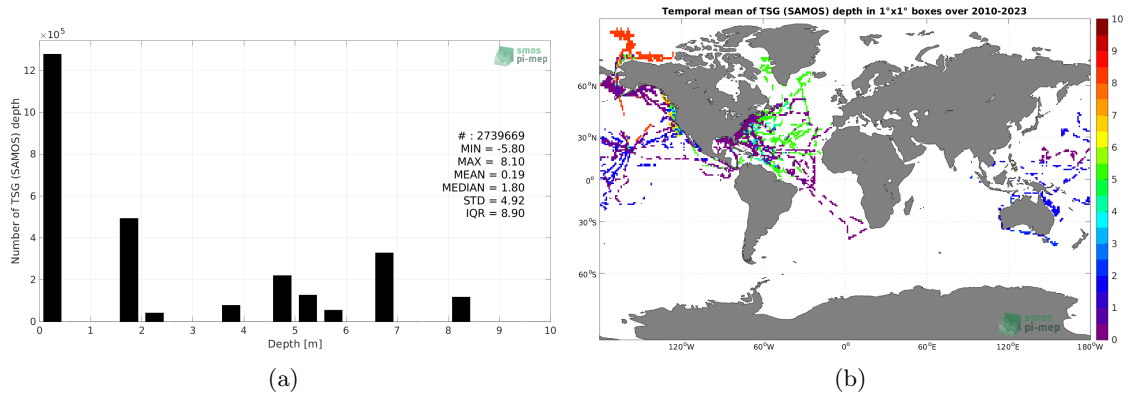 ×10⁵
smos
pi-mep
12
10
8
6
4
2
0
Number of TSG (SAMOS) depth
# : 2739669
MIN = -5.80
MAX = 8.10
MEAN = 0.19
MEDIAN = 1.80
STD = 4.92
IQR = 8.90
0 1 2 3 4 5 6 7 8 9 10
Depth [m]
(a)
Temporal mean of TSG (SAMOS) depth in 1°x1° boxes over 2010-2023
60°N
30°N
0°
30°S
60°S
120°W 60°W 0° 60°E 120°E 180°W
smos
pi-mep
10
9
8
7
6
5
4
3
2
1
0
(b)